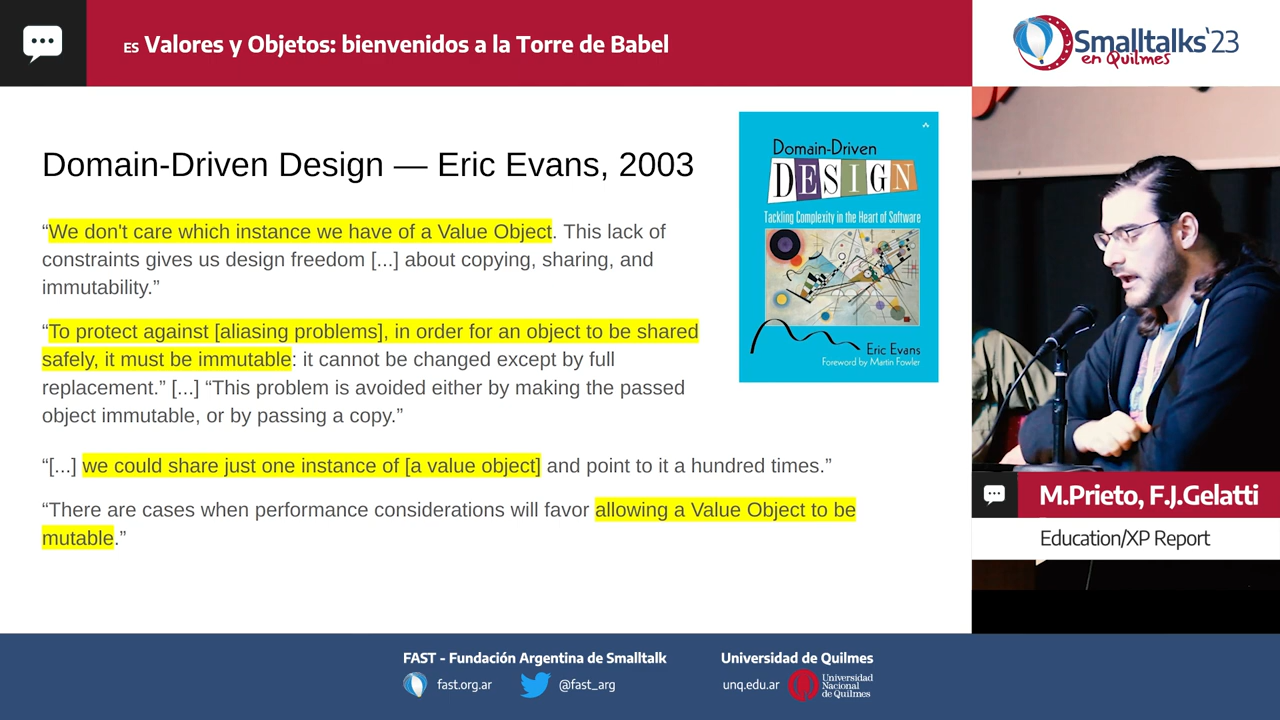 ES Valores y Objetos: bienvenidos a la Torre de Babel
Smalltalks'23
en Quilmes
Domain-Driven Design — Eric Evans, 2003
“We don't care which instance we have of a Value Object. This lack of
constraints gives us design freedom [...] about copying, sharing, and
immutability.”
“To protect against [aliasing problems], in order for an object to be shared
safely, it must be immutable: it cannot be changed except by full
replacement.” [...] “This problem is avoided either by making the passed
object immutable, or by passing a copy.”
“[...] we could share just one instance of [a value object] and point to it a hundred times.”
“There are cases when performance considerations will favor allowing a Value Object to be
mutable.”
Domain-Driven
DESIGN
Tackling Complexity in the Heart of Software
Eric Evans
Foreword by Martin Fowler
M.Prieto, F.J.Gelatti
Education/XP Report
FAST - Fundación Argentina de Smalltalk
fast.org.ar
@fast_arg
Universidad de Quilmes
unq.edu.ar
Universidad
Nacional
de Quilmes